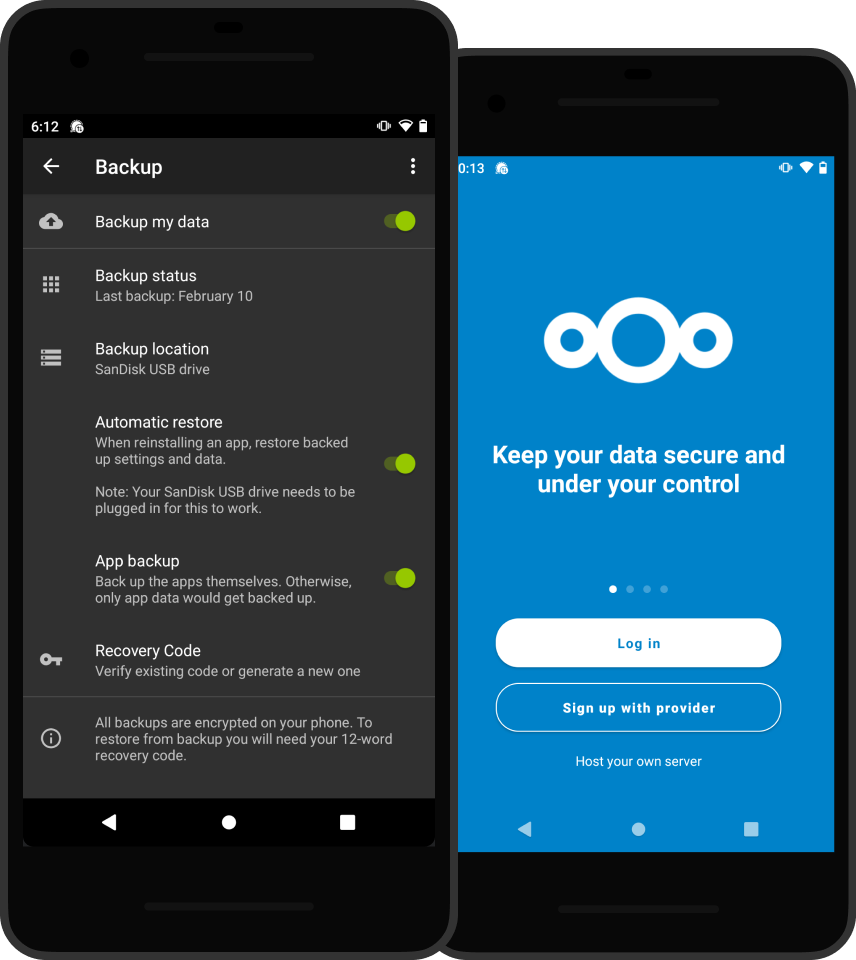 6:12
Backup
Backup my data
Backup status
Last backup: February 10
Backup location
SanDisk USB drive
Automatic restore
When reinstalling an app, restore backed
up settings and data.
Note: Your SanDisk USB drive needs to be
plugged in for this to work.
App backup
Back up the apps themselves. Otherwise,
only app data would get backed up.
Recovery Code
Verify existing code or generate a new one
All backups are encrypted on your phone. To
restore from backup you will need your 12-word
recovery code.
0:13
Keep your data secure and
under your control
Log in
Sign up with provider
Host your own server